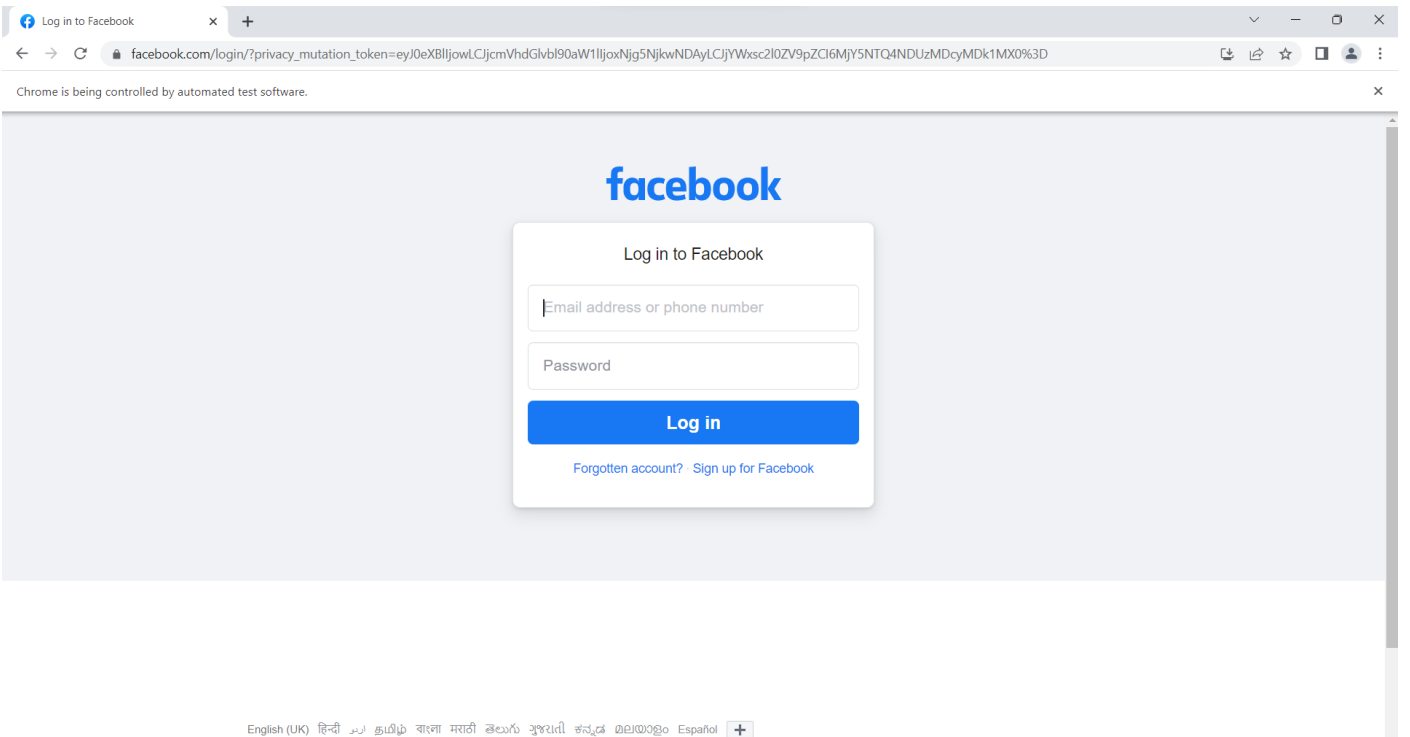 Log in to Facebook
facebook.com/login/?privacy_mutation_token=eyJ0eXBlIjowLCJjcmVhdGlvbl90aW1lIjoxNjg5NjkwNDAyLCJjYWxsc2l0ZV9pZCI6MjY5NTQ4NDUzMDcyMDk1MX0%3D
Chrome is being controlled by automated test software.
facebook
Log in to Facebook
Email address or phone number
Password
Log in
Forgotten account? · Sign up for Facebook
English (UK) हिन्दी اردو தமிழ் বাংলা मराठी తెలుగు ગુજરાતી ಕನ್ನಡ മലയാളം Español +